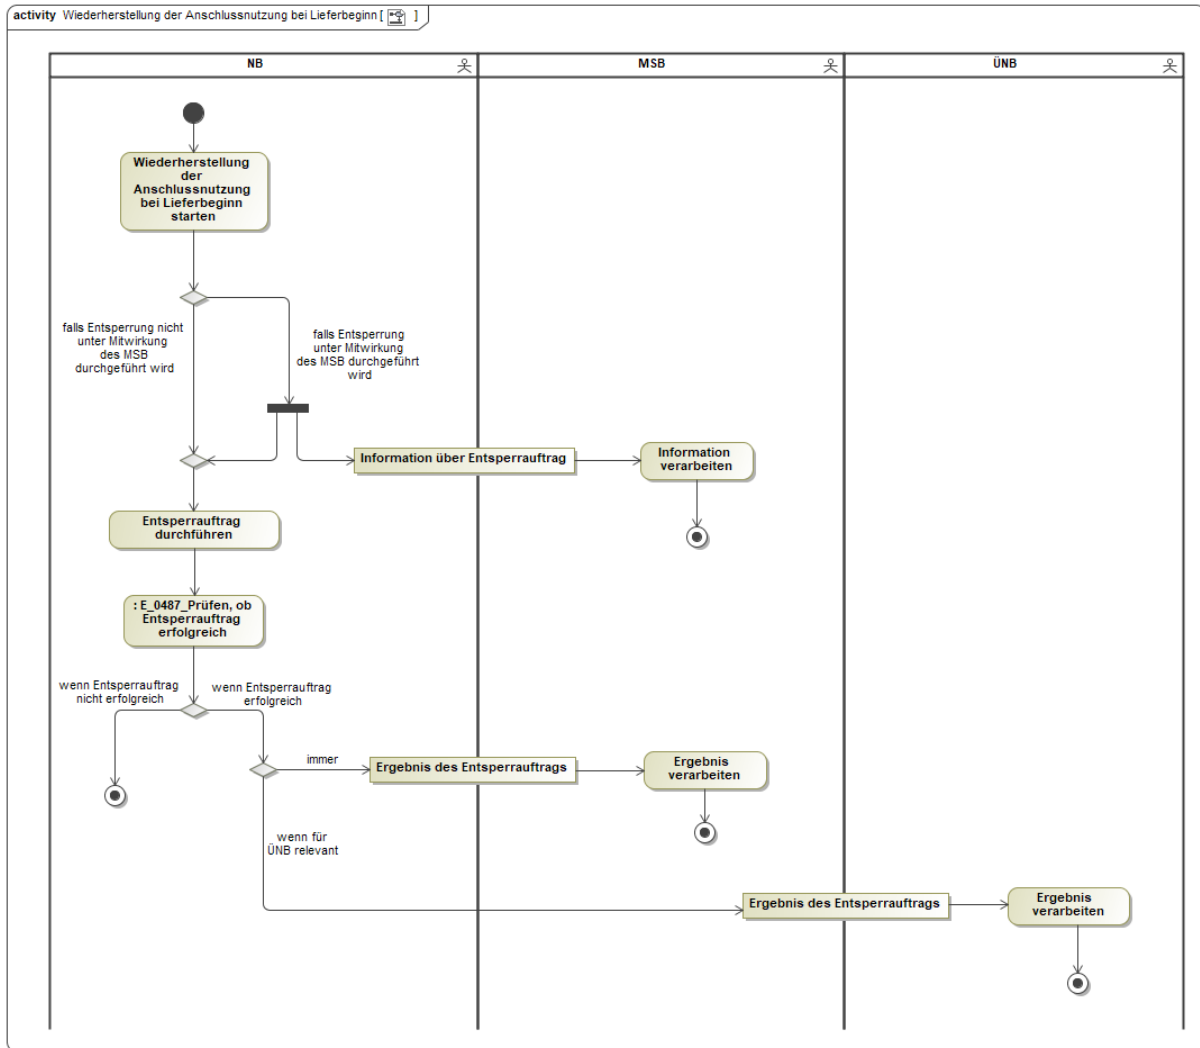 activity Wiederherstellung der Anschlussnutzung bei Lieferbeginn [ ]
NB
MSB
ÜNB
Wiederherstellung
der
Anschlussnutzung
bei Lieferbeginn
starten
falls Entsperrung nicht
unter Mitwirkung
des MSB
durchgeführt wird
falls Entsperrung
unter Mitwirkung
des MSB durchgeführt
wird
Information über Entsperrauftrag
Information
verarbeiten
Entsperrauftrag
durchführen
: E_0487_Prüfen, ob
Entsperrauftrag
erfolgreich
wenn Entsperrauftrag
nicht erfolgreich
wenn Entsperrauftrag
erfolgreich
immer
Ergebnis des Entsperrauftrags
Ergebnis
verarbeiten
wenn für
ÜNB relevant
Ergebnis des Entsperrauftrags
Ergebnis
verarbeiten